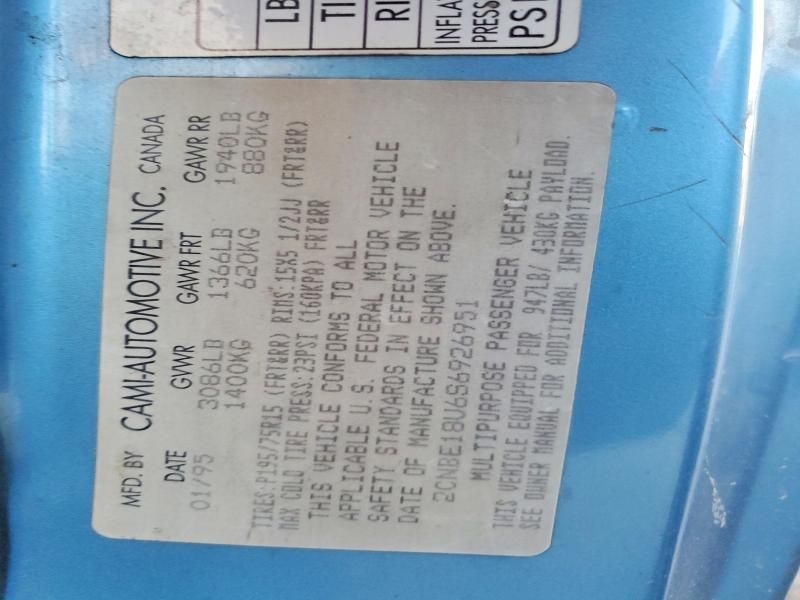 LB
TI
RI
INFLA
PRESS
PSI
MFD. BY CAMI-AUTOMOTIVE INC, CANADA
DATE GVWR GAWR FRT GAWR RR
01/95 3086LB 1366LB 1940LB
1400KG 620KG 880KG
TIRES:P195/75R15 (FRT&RR) RIMS:15X5 1/2JJ (FRT&RR)
MAX COLD TIRE PRESS:23PSI (160KPA) FRT&RR
THIS VEHICLE CONFORMS TO ALL
APPLICABLE U.S. FEDERAL MOTOR VEHICLE
SAFETY STANDARDS IN EFFECT ON THE
DATE OF MANUFACTURE SHOWN ABOVE.
2CNBE18U6S6926951
MULTIPURPOSE PASSENGER VEHICLE
THIS VEHICLE EQUIPPED FOR 947LB/ 430KG PAYLOAD.
SEE OWNER MANUAL FOR ADDITIONAL INFORMATION.